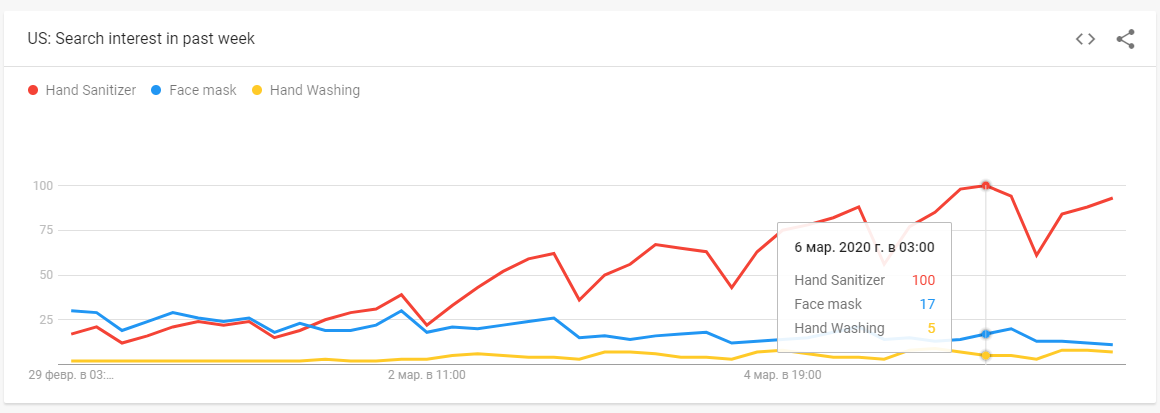 US: Search interest in past week
Hand Sanitizer Face mask Hand Washing
100
75
50
25
6 мар. 2020 г. в 03:00
Hand Sanitizer 100
Face mask 17
Hand Washing 5
29 февр. в 03:... 2 мар. в 11:00 4 мар. в 19:00